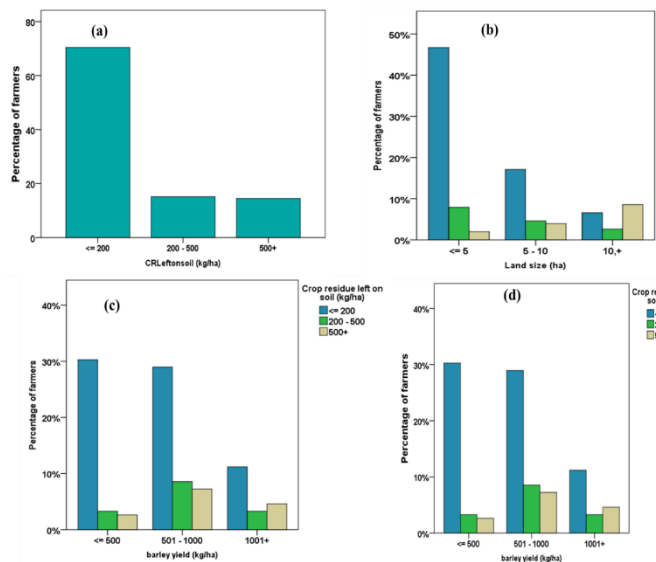 (a)
Percentage of farmers
80
60
40
20
0
<= 200
200 - 500
500+
CRLeftonsoil (kg/ha)
(b)
Percentage of farmers
50%
40%
30%
20%
10%
0%
<= 5
5 - 10
10,+
Land size (ha)
(c)
Percentage of farmers
40%
30%
20%
10%
0%
<= 500
501 - 1000
1001+
barley yield (kg/ha)
Crop residue left on
soil (kg/ha)
<= 200
200 - 500
500+
(d)
Percentage of farmers
40%
30%
20%
10%
0%
<= 500
501 - 1000
1001+
barley yield (kg/ha)
Crop res
so